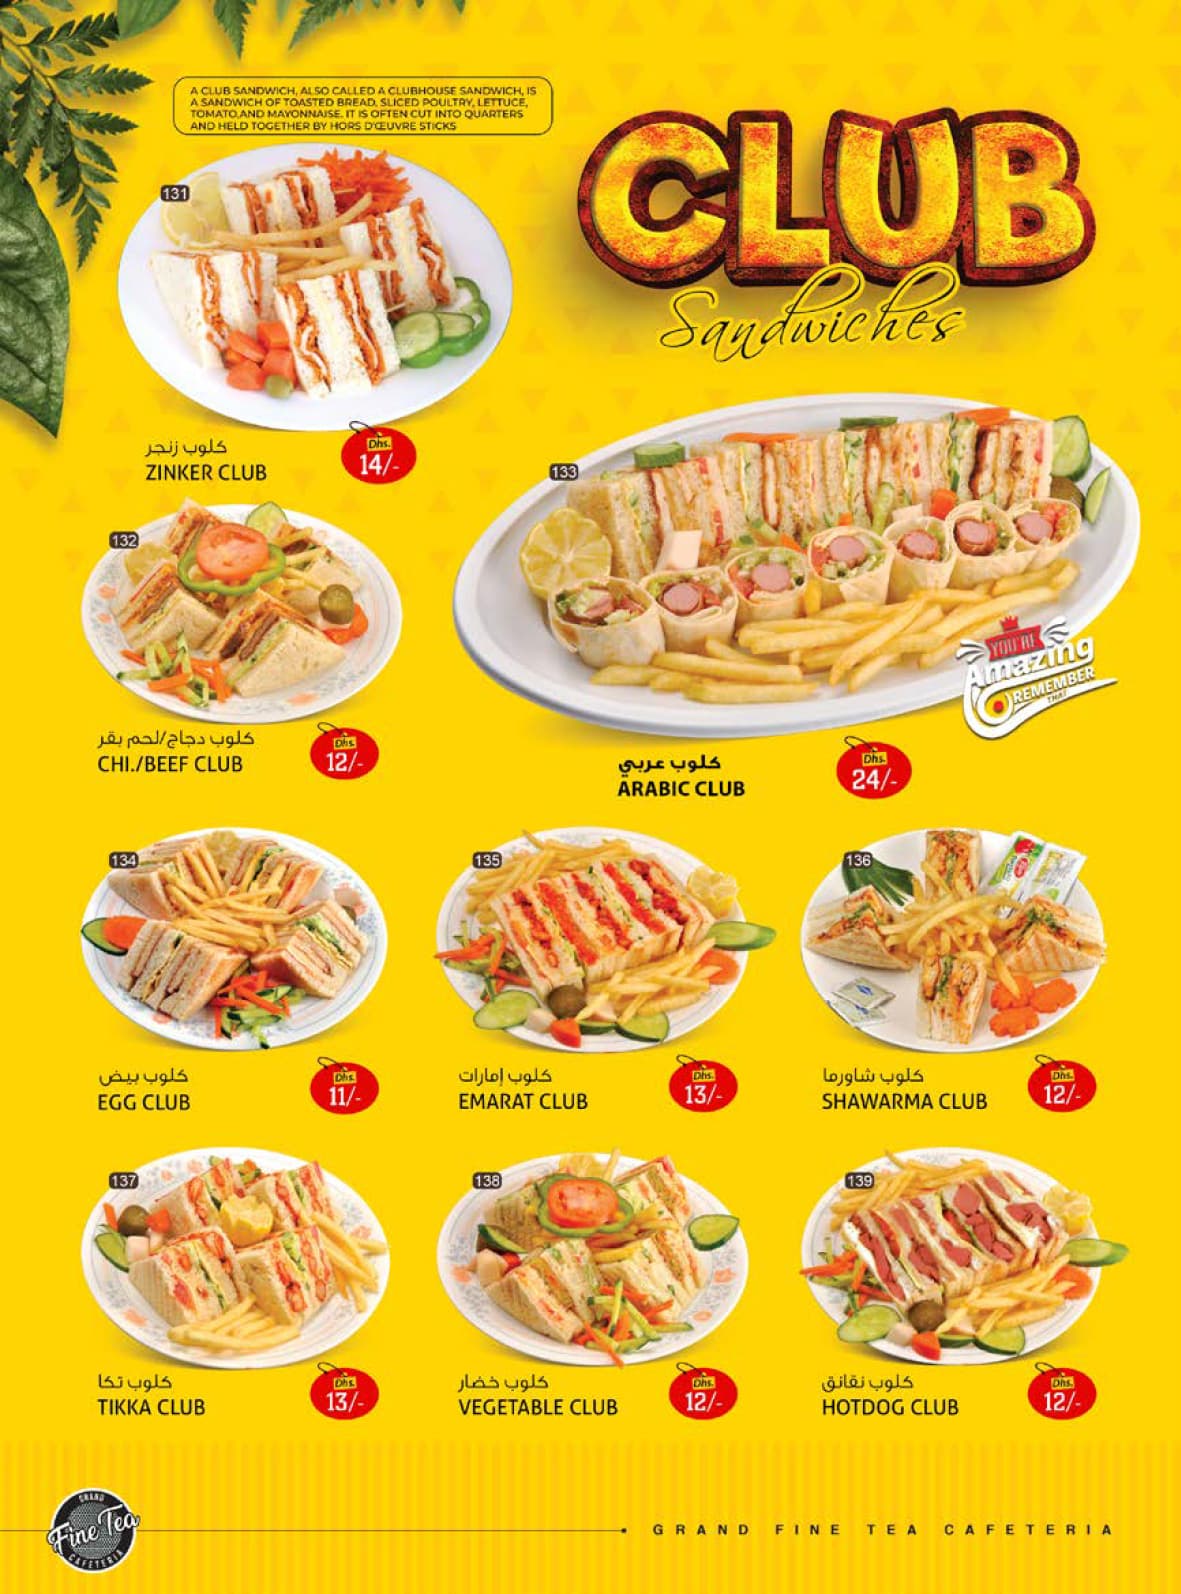 A CLUB SANDWICH, ALSO CALLED A CLUBHOUSE SANDWICH, IS
A SANDWICH OF TOASTED BREAD, SLICED POULTRY, LETTUCE,
TOMATO,AND MAYONNAISE. IT IS OFTEN CUT INTO QUARTERS
AND HELD TOGETHER BY HORS D'ŒUVRE STICKS
CLUB
Sandwiches
131
كلوب زنجر
ZINKER CLUB
Dhs.
14/-
132
كلوب دجاج/لحم بقر
CHI./BEEF CLUB
Dhs.
12/-
133
YOU'RE
Amazing
REMEMBER
THAT
كلوب عربي
ARABIC CLUB
Dhs.
24/-
134
كلوب بيض
EGG CLUB
Dhs.
11/-
135
كلوب إمارات
EMARAT CLUB
Dhs.
13/-
136
كلوب شاورما
SHAWARMA CLUB
Dhs.
12/-
137
كلوب تكا
TIKKA CLUB
Dhs.
13/-
138
كلوب خضار
VEGETABLE CLUB
Dhs.
12/-
139
كلوب نقانق
HOTDOG CLUB
Dhs.
12/-
GRAND
Fine Tea
CAFETERIA
GRAND FINE TEA CAFETERIA